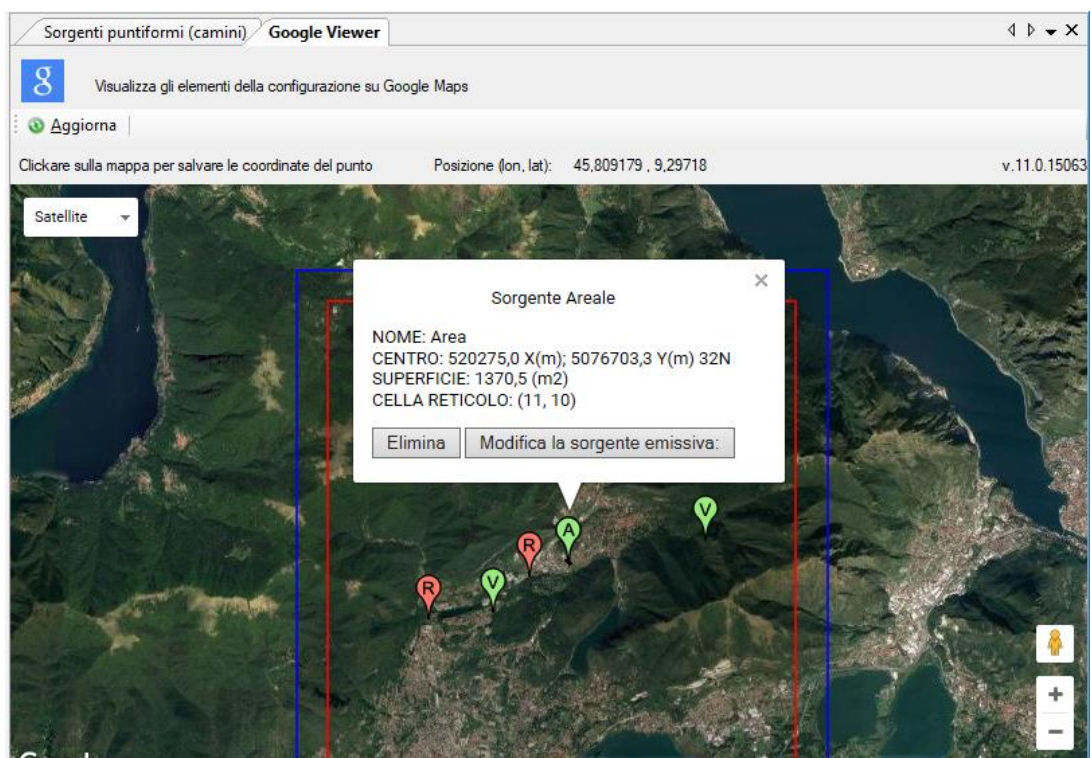 Sorgenti puntiformi (camini)
Google Viewer
g
Visualizza gli elementi della configurazione su Google Maps
Aggiorna
Clickare sulla mappa per salvare le coordinate del punto
Posizione (lon, lat): 45,809179 , 9,29718
v.11.0.15063
Satellite
Sorgente Areale
NOME: Area
CENTRO: 520275,0 X(m); 5076703,3 Y(m) 32N
SUPERFICIE: 1370,5 (m2)
CELLA RETICOLO: (11, 10)
Elimina
Modifica la sorgente emissiva:
V
A
R
V
R